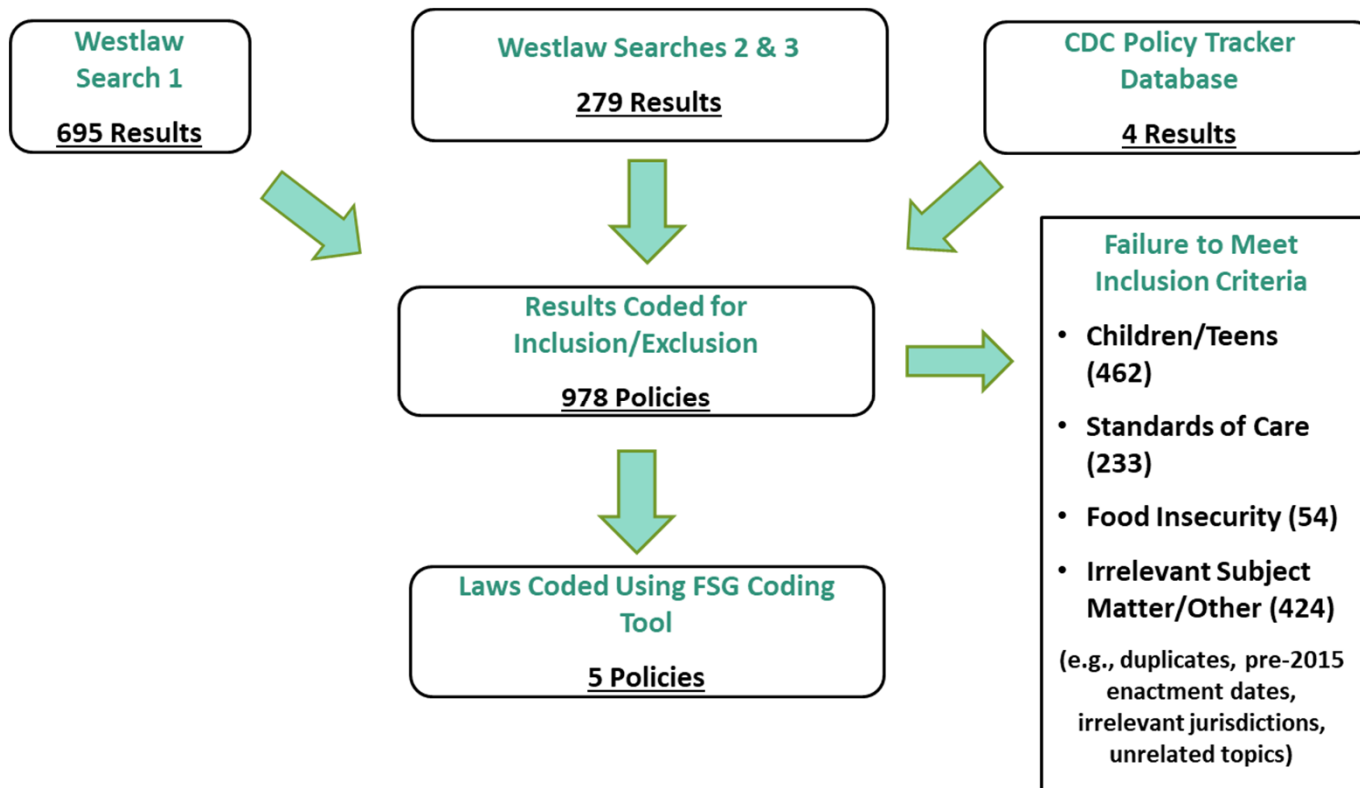 Westlaw
Search 1
695 Results
Westlaw Searches 2 & 3
279 Results
CDC Policy Tracker
Database
4 Results
Results Coded for
Inclusion/Exclusion
978 Policies
Failure to Meet
Inclusion Criteria
• Children/Teens
(462)
• Standards of Care
(233)
• Food Insecurity (54)
• Irrelevant Subject
Matter/Other (424)
(e.g., duplicates, pre-2015
enactment dates,
irrelevant jurisdictions,
unrelated topics)
Laws Coded Using FSG Coding
Tool
5 Policies